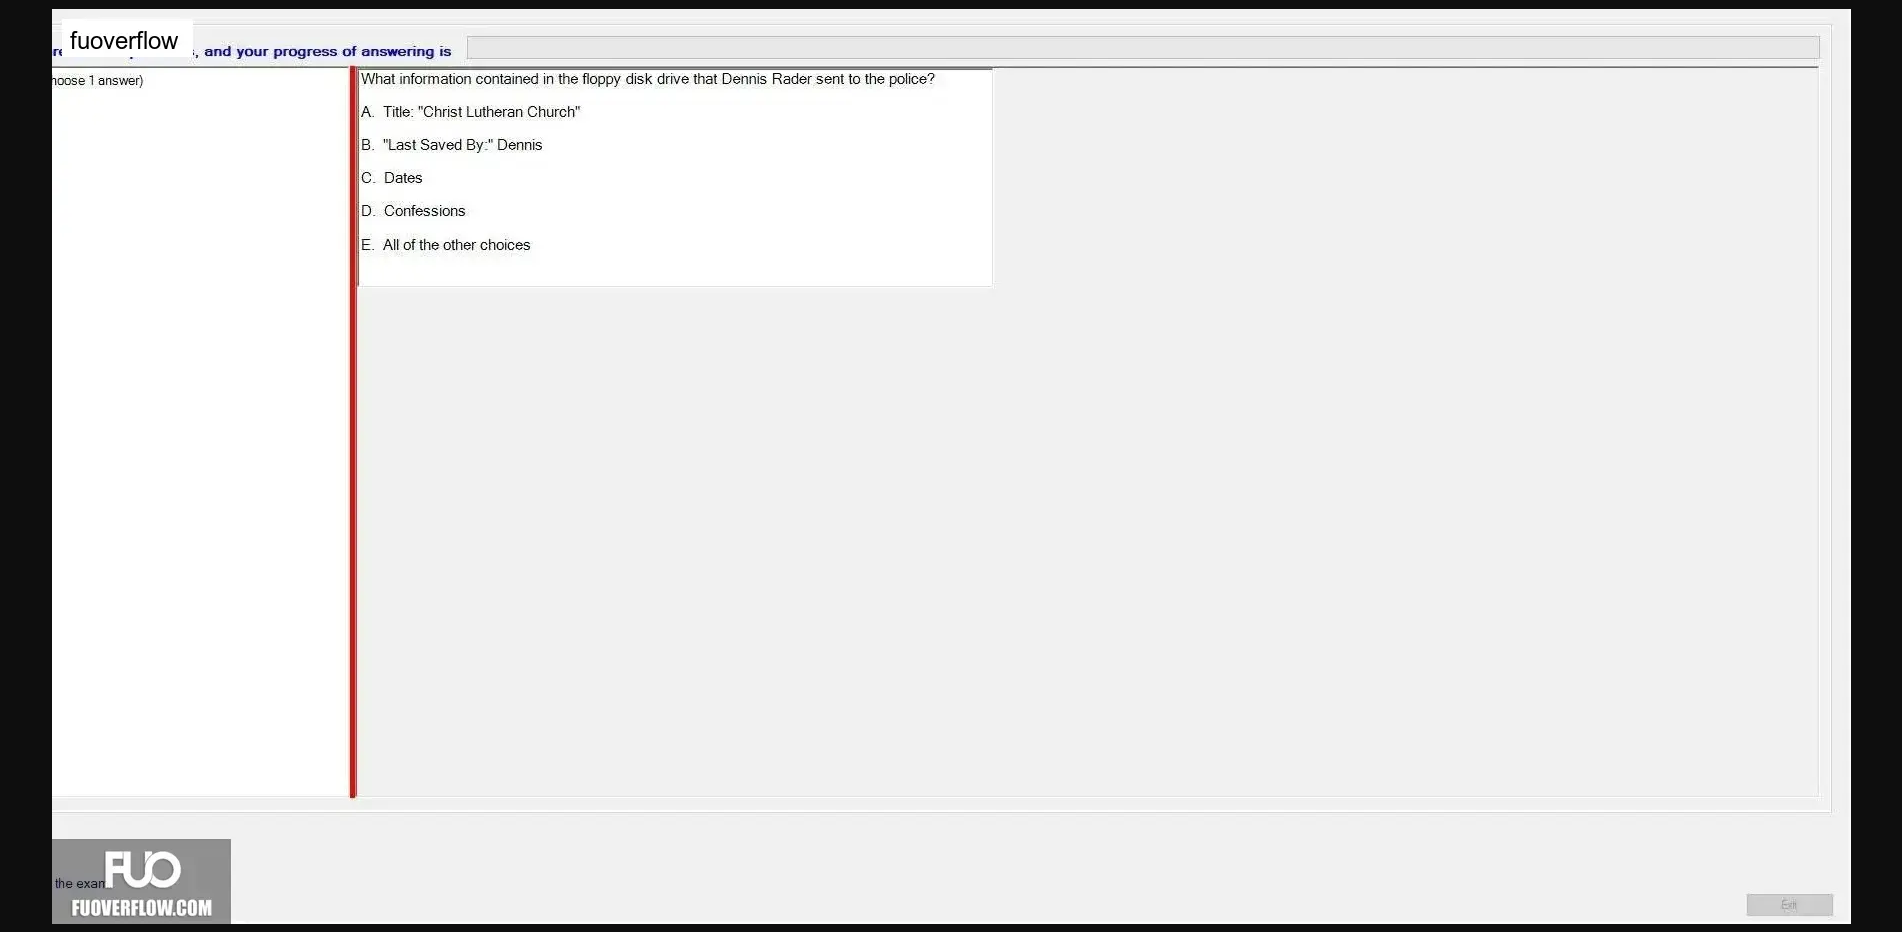 fuoverflow
, and your progress of answering is
hoose 1 answer)
What information contained in the floppy disk drive that Dennis Rader sent to the police?
A. Title: "Christ Lutheran Church"
B. "Last Saved By:" Dennis
C. Dates
D. Confessions
E. All of the other choices
FUO
the exam
FUOVERFLOW.COM
Exit